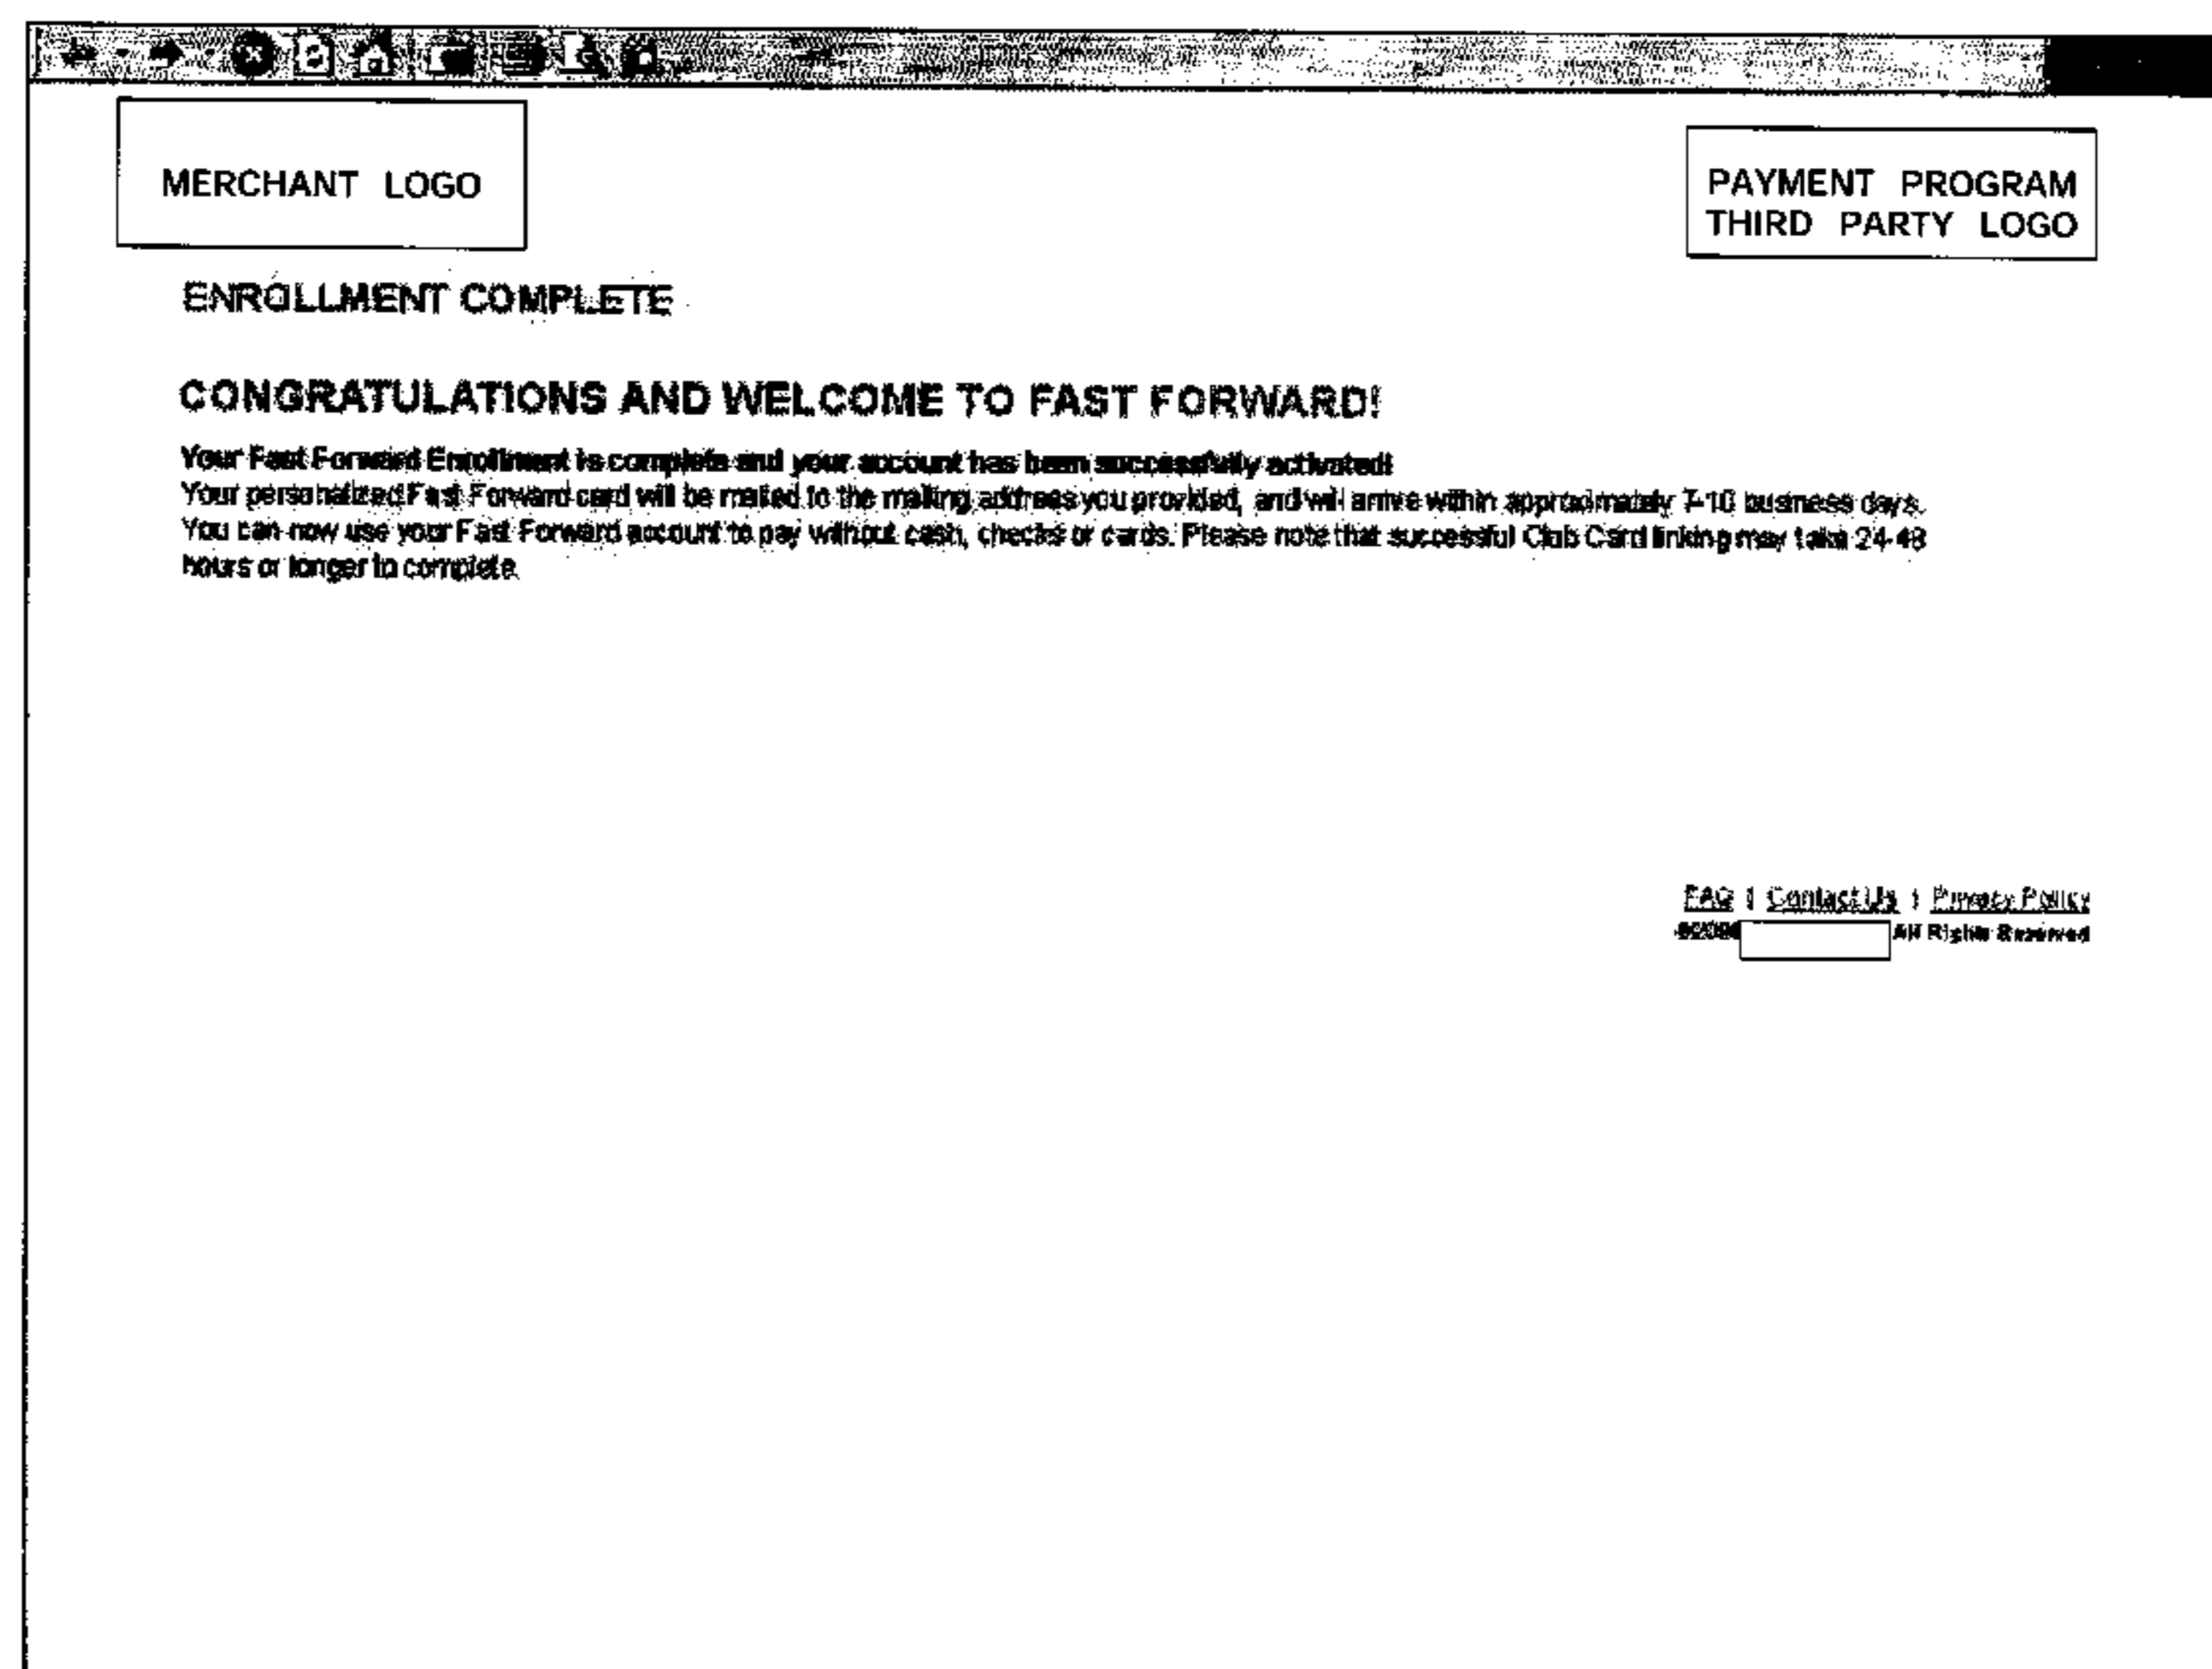 MERCHANT LOGO
PAYMENT PROGRAM
THIRD PARTY LOGO
ENROLLMENT COMPLETE
CONGRATULATIONS AND WELCOME TO FAST FORWARD!
Your Fast Forward Enrollment is complete and your account has been successfully activated!
Your personalized Fast Forward card will be mailed to the mailing address you provided, and will arrive within approximately 7-10 business days.
You can now use your Fast Forward account to pay without cash, checks or cards. Please note that successful Club Card linking may take 24-48
hours or longer to complete.
FAQ | Contact Us | Privacy Policy
All Rights Reserved